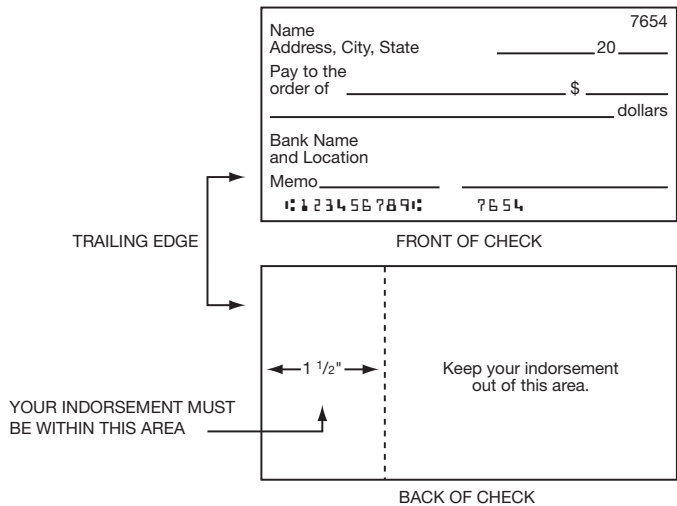 7654
Name
Address, City, State 20
Pay to the
order of $
dollars
Bank Name
and Location
Memo
⑆123456789⑆ 7654
TRAILING EDGE
FRONT OF CHECK
1 1/2"
Keep your indorsement
out of this area.
YOUR INDORSEMENT MUST
BE WITHIN THIS AREA
BACK OF CHECK